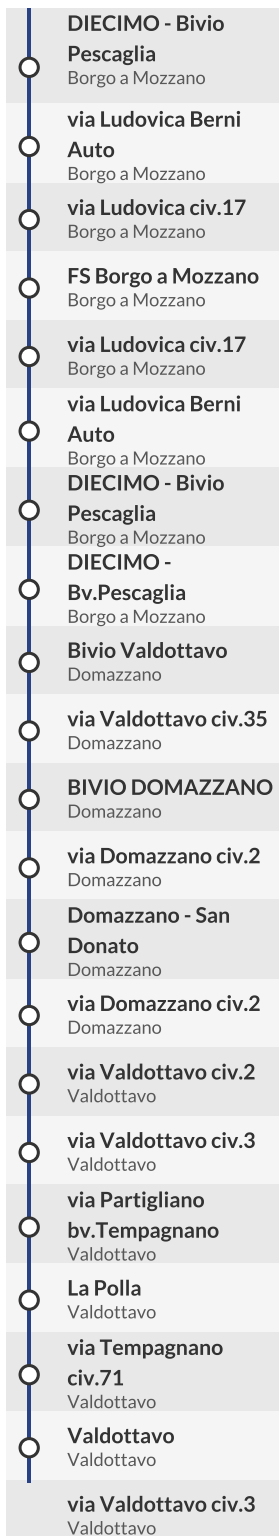 DIECIMO - Bivio
Pescaglia
Borgo a Mozzano
via Ludovica Berni
Auto
Borgo a Mozzano
via Ludovica civ.17
Borgo a Mozzano
FS Borgo a Mozzano
Borgo a Mozzano
via Ludovica civ.17
Borgo a Mozzano
via Ludovica Berni
Auto
Borgo a Mozzano
DIECIMO - Bivio
Pescaglia
Borgo a Mozzano
DIECIMO -
Bv.Pescaglia
Borgo a Mozzano
Bivio Valdottavo
Domazzano
via Valdottavo civ.35
Domazzano
BIVIO DOMAZZANO
Domazzano
via Domazzano civ.2
Domazzano
Domazzano - San
Donato
Domazzano
via Domazzano civ.2
Domazzano
via Valdottavo civ.2
Valdottavo
via Valdottavo civ.3
Valdottavo
via Partigliano
bv.Tempagnano
Valdottavo
La Polla
Valdottavo
via Tempagnano
civ.71
Valdottavo
Valdottavo
Valdottavo
via Valdottavo civ.3
Valdottavo